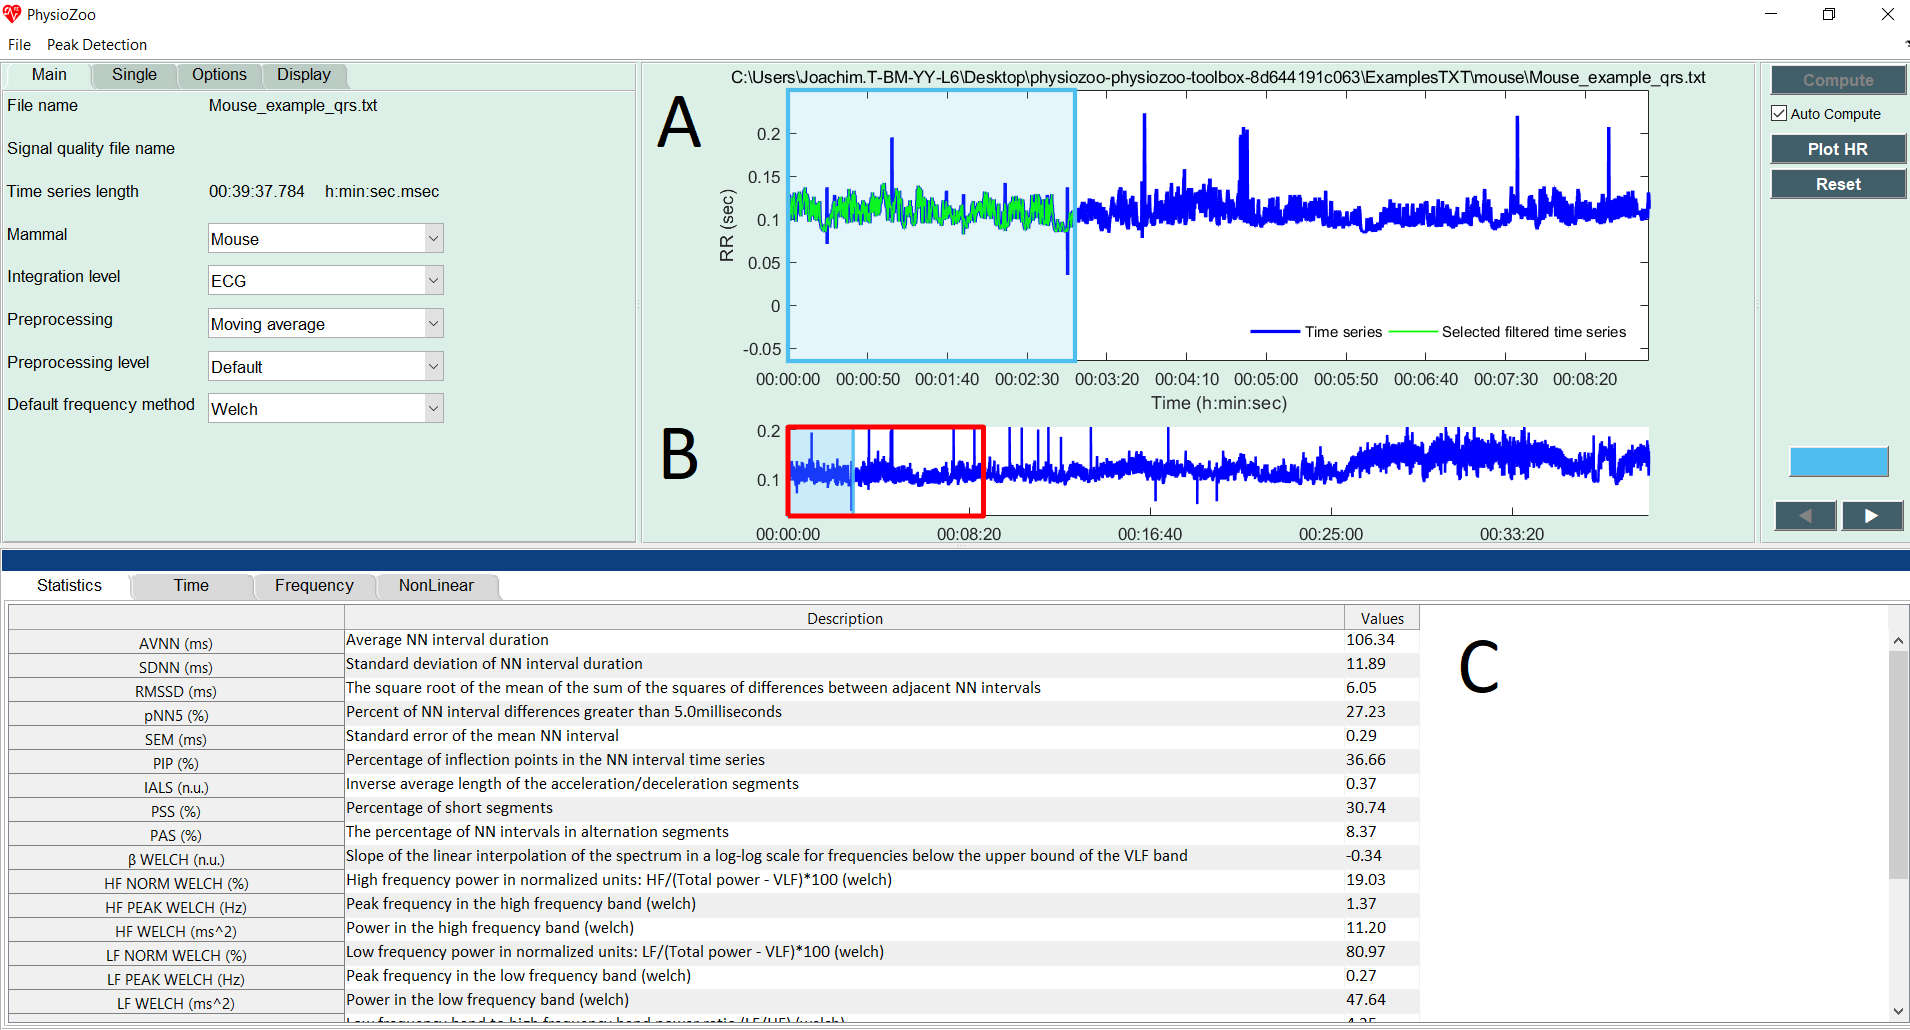 PhysioZoo
File Peak Detection
Main Single Options Display
File name Mouse_example_qrs.txt
Signal quality file name
Time series length 00:39:37.784 h:min:sec.msec
Mammal Mouse
Integration level ECG
Preprocessing Moving average
Preprocessing level Default
Default frequency method Welch
C:\Users\Joachim.T-BM-YY-L6\Desktop\physiozoo-physiozoo-toolbox-8d644191c063\ExamplesTXT\mouse\Mouse_example_qrs.txt
A
RR (sec)
0.2
0.15
0.1
0.05
0
-0.05
Time series Selected filtered time series
00:00:00 00:00:50 00:01:40 00:02:30 00:03:20 00:04:10 00:05:00 00:05:50 00:06:40 00:07:30 00:08:20
Time (h:min:sec)
B
0.2
0.1
00:00:00 00:08:20 00:16:40 00:25:00 00:33:20
Compute
Auto Compute
Plot HR
Reset
Statistics Time Frequency NonLinear
Description Values
AVNN (ms) Average NN interval duration 106.34
SDNN (ms) Standard deviation of NN interval duration 11.89
RMSSD (ms) The square root of the mean of the sum of the squares of differences between adjacent NN intervals 6.05
pNN5 (%) Percent of NN interval differences greater than 5.0milliseconds 27.23
SEM (ms) Standard error of the mean NN interval 0.29
PIP (%) Percentage of inflection points in the NN interval time series 36.66
IALS (n.u.) Inverse average length of the acceleration/deceleration segments 0.37
PSS (%) Percentage of short segments 30.74
PAS (%) The percentage of NN intervals in alternation segments 8.37
β WELCH (n.u.) Slope of the linear interpolation of the spectrum in a log-log scale for frequencies below the upper bound of the VLF band -0.34
HF NORM WELCH (%) High frequency power in normalized units: HF/(Total power - VLF)*100 (welch) 19.03
HF PEAK WELCH (Hz) Peak frequency in the high frequency band (welch) 1.37
HF WELCH (ms^2) Power in the high frequency band (welch) 11.20
LF NORM WELCH (%) Low frequency power in normalized units: LF/(Total power - VLF)*100 (welch) 80.97
LF PEAK WELCH (Hz) Peak frequency in the low frequency band (welch) 0.27
LF WELCH (ms^2) Power in the low frequency band (welch) 47.64
Low frequency band to high frequency band power ratio (LF/HF) (welch) 4.25
C